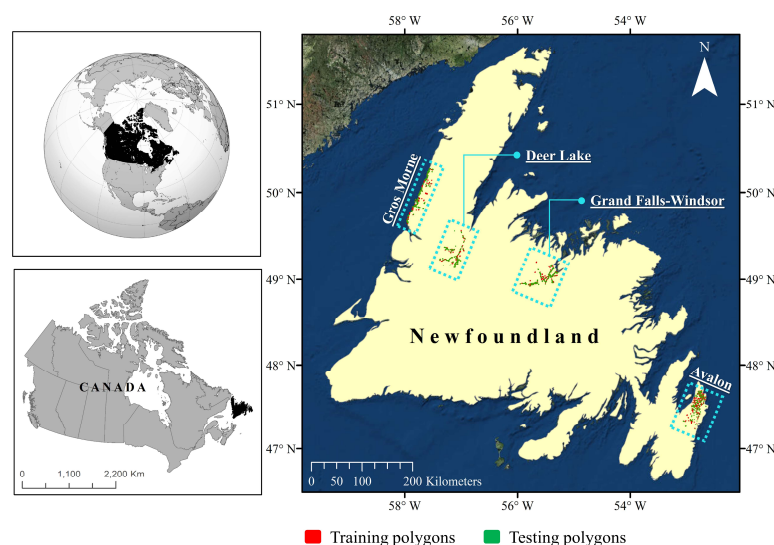 CANADA
0 1,100 2,200 Km
58° W 56° W 54° W
51° N 51° N
50° N 50° N
49° N 49° N
48° N 48° N
47° N 47° N
N
Gros Morne
Deer Lake
Grand Falls-Windsor
Newfoundland
Avalon
0 50 100 200 Kilometers
58° W 56° W 54° W
Training polygons Testing polygons